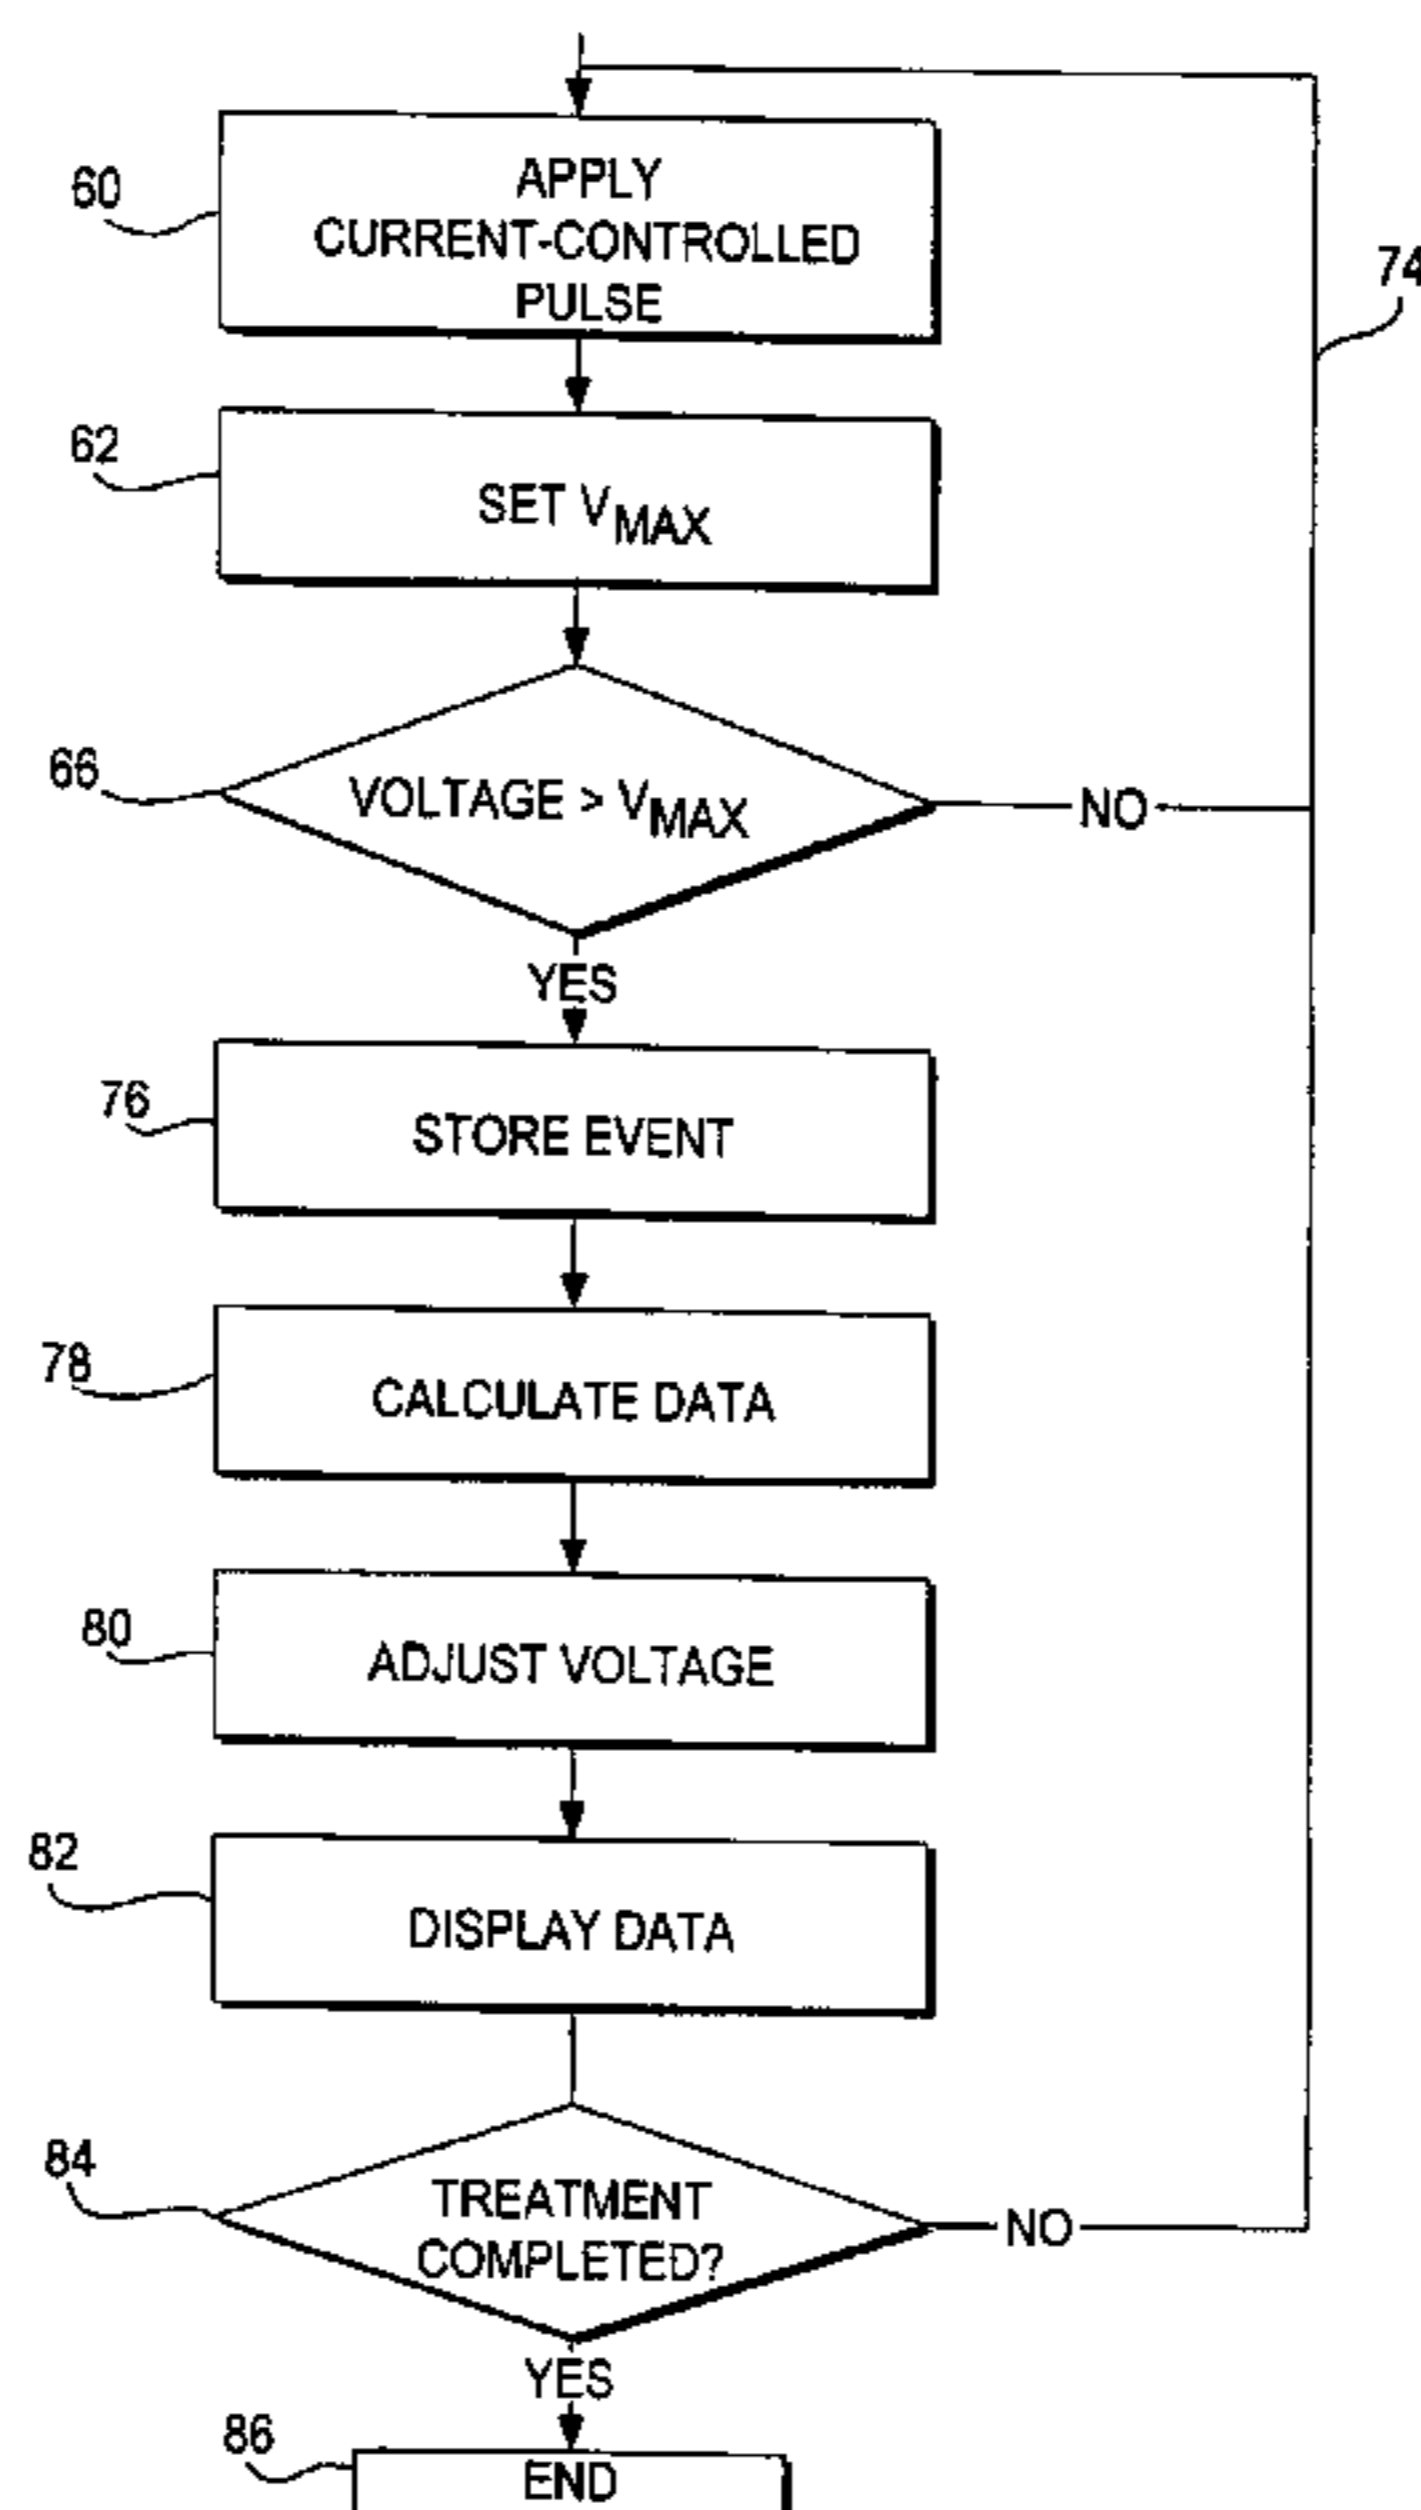 60
APPLY
CURRENT-CONTROLLED
PULSE
74
62
SET VMAX
66
VOLTAGE > VMAX
NO
YES
76
STORE EVENT
78
CALCULATE DATA
80
ADJUST VOLTAGE
82
DISPLAY DATA
84
TREATMENT
COMPLETED?
NO
YES
86
END